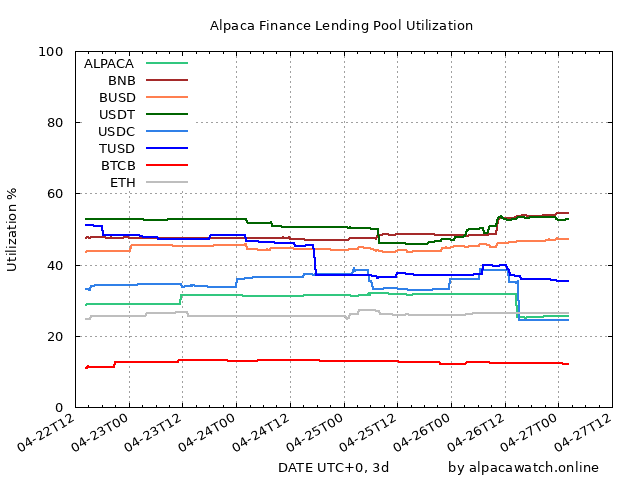 Alpaca Finance Lending Pool Utilization
100
80
60
40
20
0
Utilization %
ALPACA
BNB
BUSD
USDT
USDC
TUSD
BTCB
ETH
04-22T12
04-23T00
04-23T12
04-24T00
04-24T12
04-25T00
04-25T12
04-26T00
04-26T12
04-27T00
04-27T12
DATE UTC+0, 3d
by alpacawatch.online